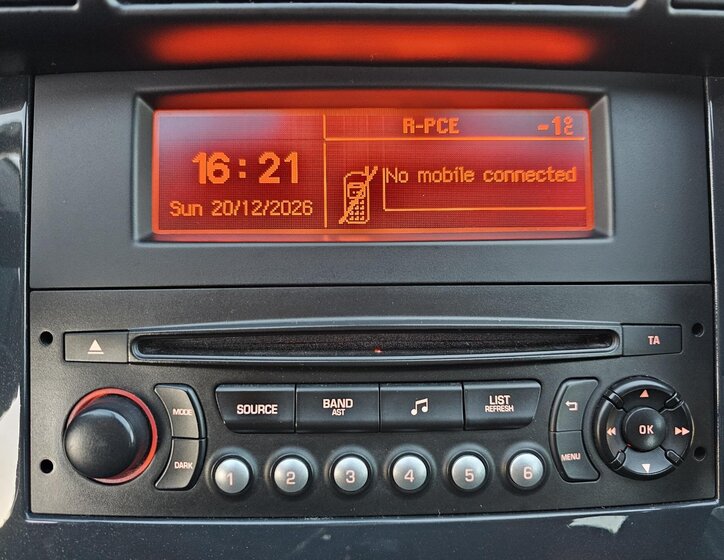 R-PCE -1°C
16:21
No mobile connected
Sun 20/12/2026
TA
MODE
SOURCE
BAND
AST
LIST
REFRESH
OK
DARK
MENU
1 2 3 4 5 6